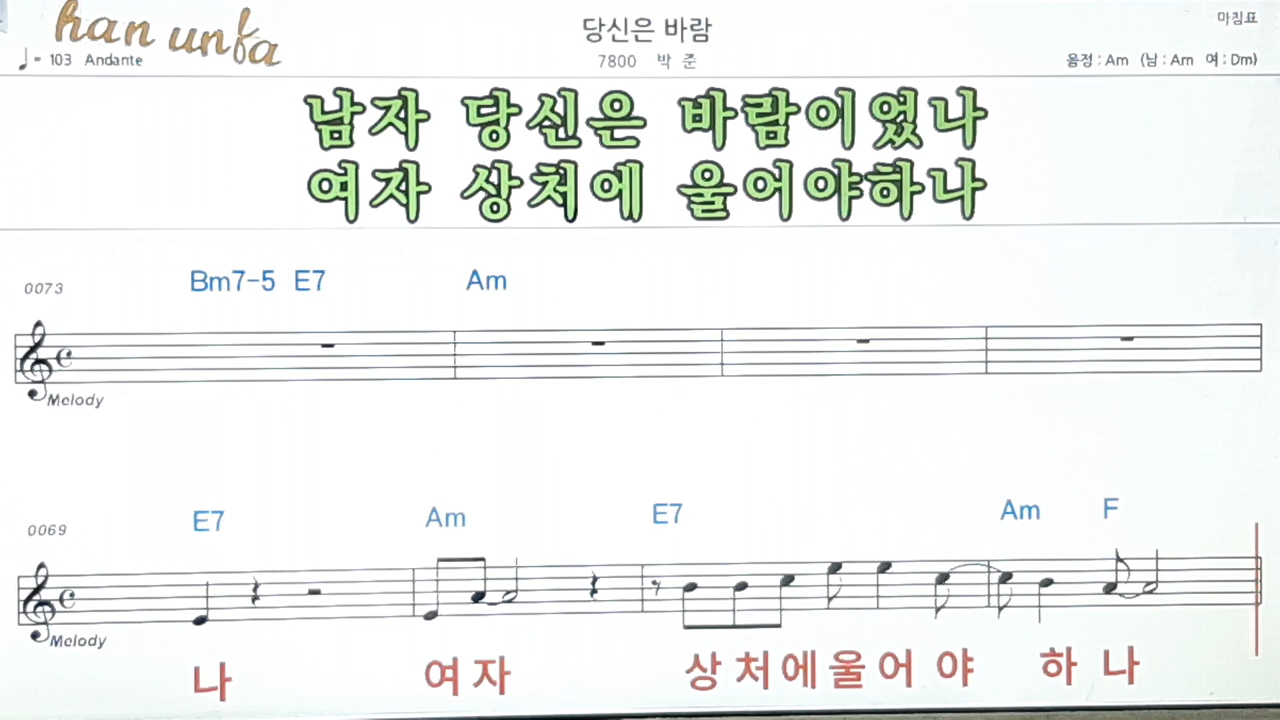 han unfa
당신은 바람
마침표
♩= 103 Andante
7800 박 준
음정 : Am (남 : Am 여 : Dm)
남자 당신은 바람이었나
여자 상처에 울어야하나
0073 Bm7-5 E7 Am
Melody
0069 E7 Am E7 Am F
Melody
나 여 자 상 처 에 울 어 야 하 나